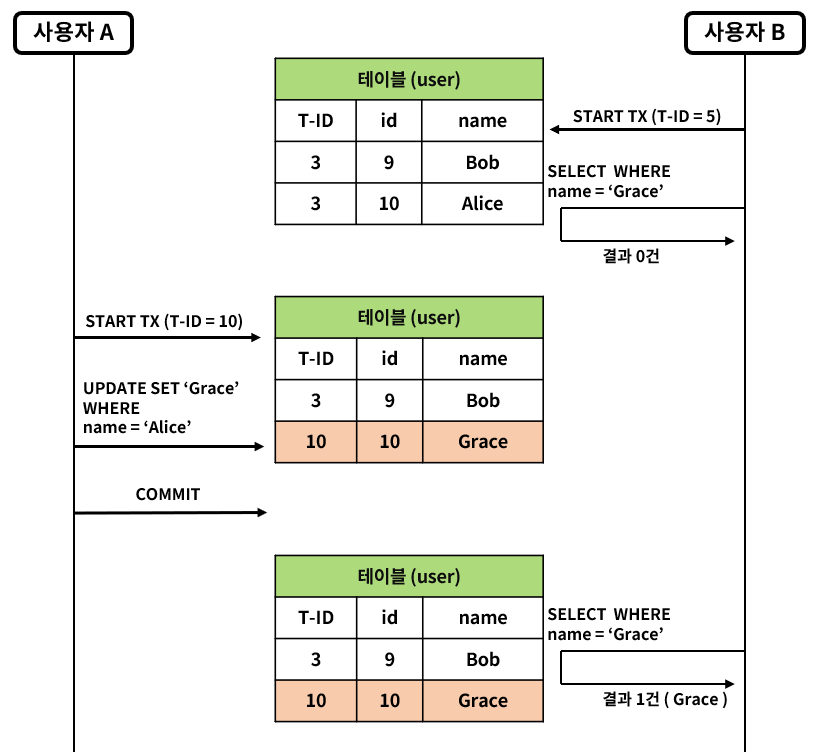 사용자 A
사용자 B
테이블 (user)
T-ID id name
3 9 Bob
3 10 Alice
START TX (T-ID = 5)
SELECT WHERE
name = ‘Grace’
결과 0건
START TX (T-ID = 10)
UPDATE SET ‘Grace’
WHERE
name = ‘Alice’
COMMIT
테이블 (user)
T-ID id name
3 9 Bob
10 10 Grace
테이블 (user)
T-ID id name
3 9 Bob
10 10 Grace
SELECT WHERE
name = ‘Grace’
결과 1건 ( Grace )